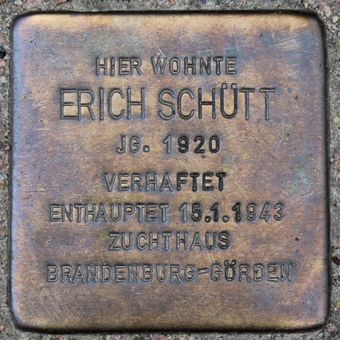 HIER WOHNTE
ERICH SCHÜTT
JG. 1920
VERHAFTET
ENTHAUPTET 15.1.1943
ZUCHTHAUS
BRANDENBURG-GÖRDEN